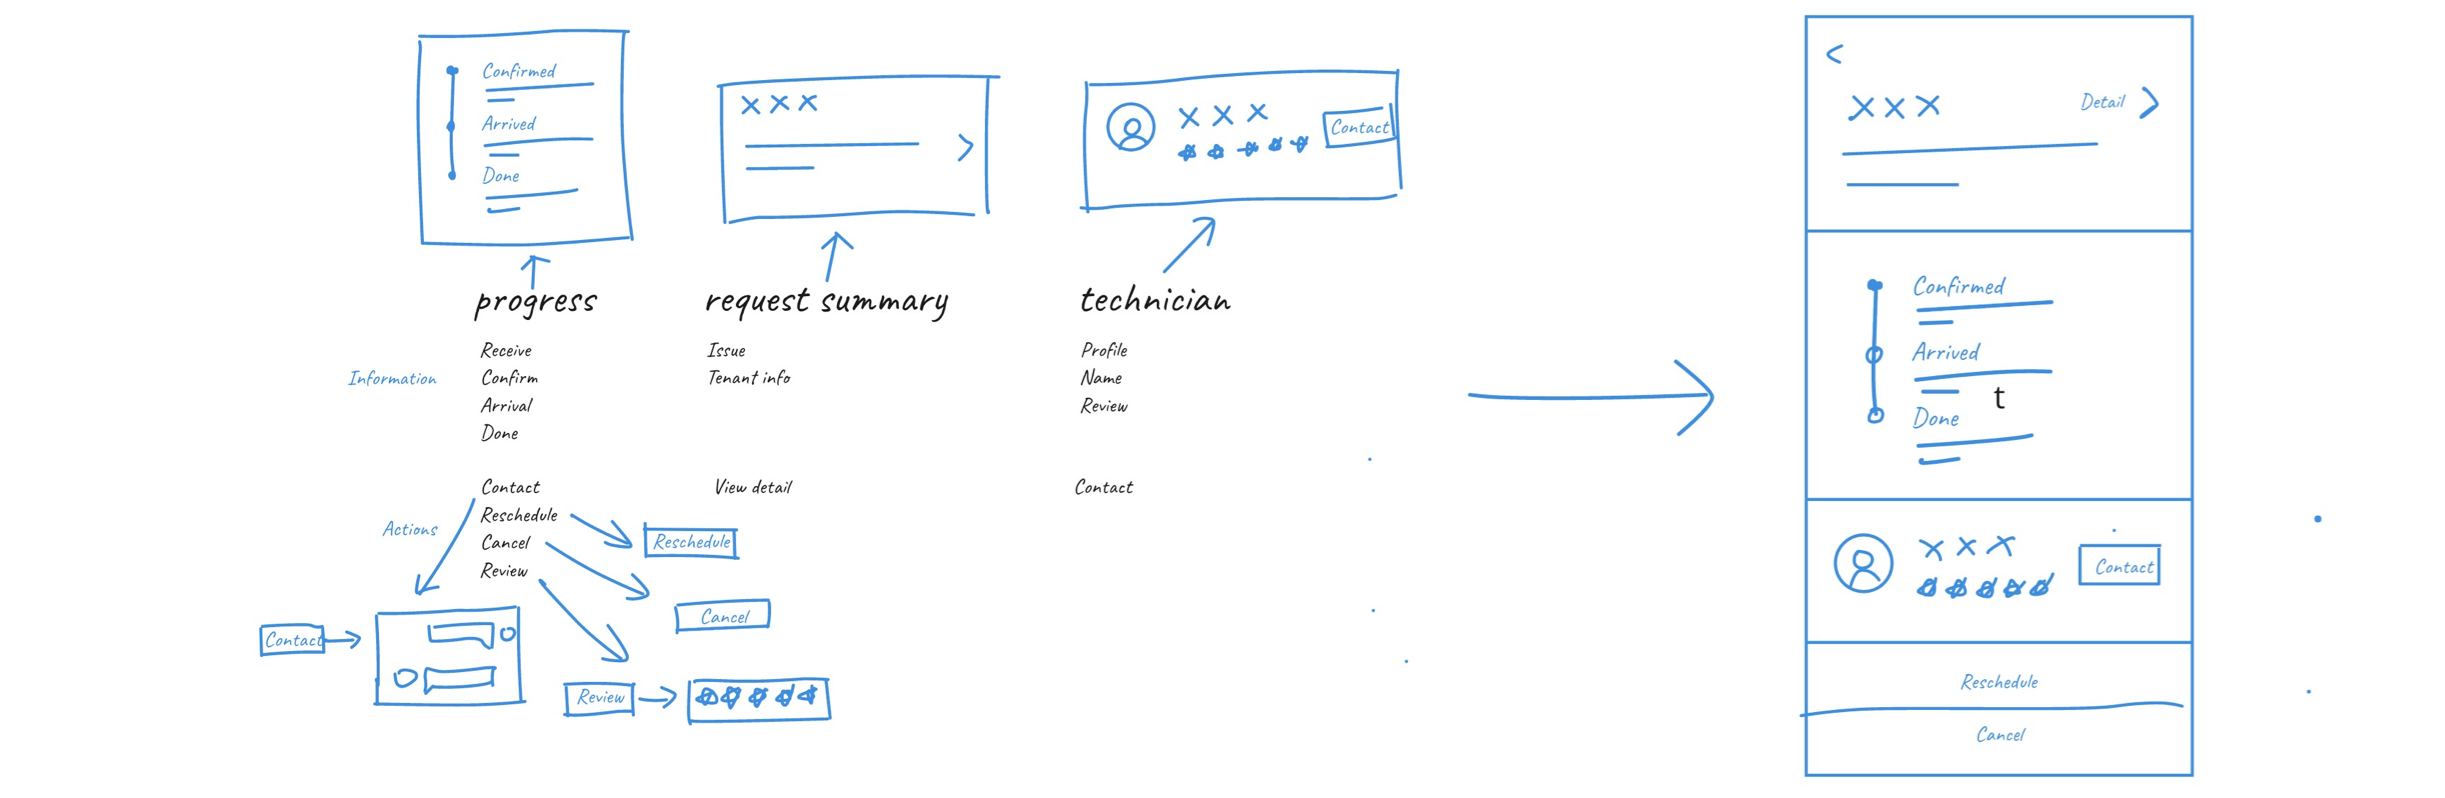 Confirmed
Arrived
Done
XXX
XXX
Contact
progress
request summary
technician
Information
Receive
Confirm
Arrival
Done
Issue
Tenant info
Profile
Name
Review
Actions
Contact
Reschedule
Cancel
Review
View detail
Contact
Reschedule
Cancel
Contact
Review
XXX
Detail
Confirmed
Arrived
t
Done
XXX
Contact
Reschedule
Cancel